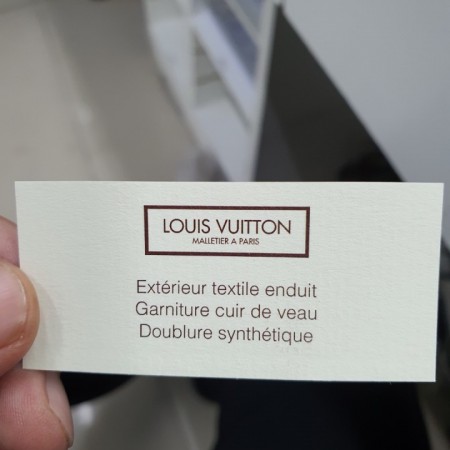 LOUIS VUITTON
MALLETIER A PARIS
Extérieur textile enduit
Garniture cuir de veau
Doublure synthétique